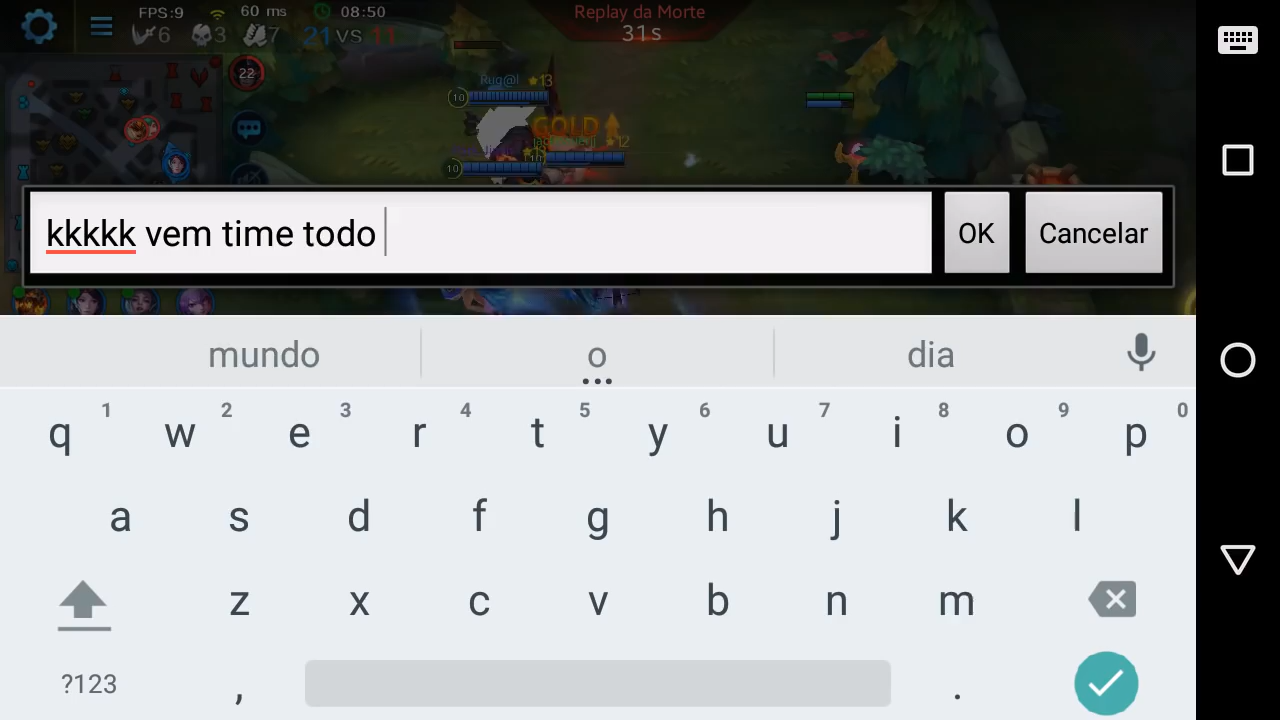 FPS:9 60 ms 08:50
6 3 7 21 VS 11
Replay da Morte
31s
22
Rug@l 13
10
GOLD
12
10
kkkkk vem time todo
OK
Cancelar
mundo o dia
q 1 w 2 e 3 r 4 t 5 y 6 u 7 i 8 o 9 p 0
a s d f g h j k l
z x c v b n m
?123 , .